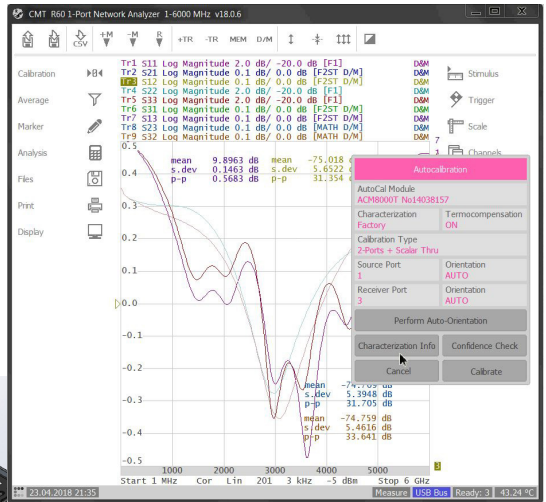 CMT R60 1-Port Network Analyzer 1-6000 MHz v18.0.6
CSV +M -M R +TR -TR MEM D/M
Tr1 S11 Log Magnitude 2.0 dB/ -20.0 dB [F1] D&M
Tr2 S21 Log Magnitude 0.1 dB/ 0.0 dB [F2ST D/M] D&M
Tr3 S12 Log Magnitude 0.1 dB/ 0.0 dB [F2ST D/M] D&M
Tr4 S22 Log Magnitude 2.0 dB/ -20.0 dB [F1] D&M
Tr5 S33 Log Magnitude 2.0 dB/ -20.0 dB [F1] D&M
Tr6 S31 Log Magnitude 0.1 dB/ 0.0 dB [F2ST D/M] D&M
Tr7 S13 Log Magnitude 0.1 dB/ 0.0 dB [F2ST D/M] D&M
Tr8 S23 Log Magnitude 0.1 dB/ 0.0 dB [MATH D/M] D&M
Tr9 S32 Log Magnitude 0.1 dB/ 0.0 dB [MATH D/M] D&M
Calibration
Average
Marker
Analysis
Files
Print
Display
Stimulus
Trigger
Scale
Channels
7
1
0.5
0.3
0.2
0.1
0.0
-0.1
-0.2
-0.3
-0.4
-0.5
mean 9.8963 dB
s.dev 0.1463 dB
p-p 0.5683 dB
mean -75.018
s.dev 5.6522
p-p 31.354
Autocalibration
AutoCal Module
ACM8000T No14038157
Characterization
Factory
Termocompensation
ON
Calibration Type
2-Ports + Scalar Thru
Source Port
1
Orientation
AUTO
Receiver Port
3
Orientation
AUTO
Perform Auto-Orientation
Characterization Info
Confidence Check
Cancel
Calibrate
mean -74.769 dB
s.dev 5.3948 dB
p-p 31.705 dB
mean -74.759 dB
s.dev 5.4616 dB
p-p 33.641 dB
3
1000 2000 3000 4000 5000
Start 1 MHz Cor Lin 201 3 kHz -5 dBm Stop 6 GHz
23.04.2018 21:35 Measure USB Bus Ready: 3 43.24 °C